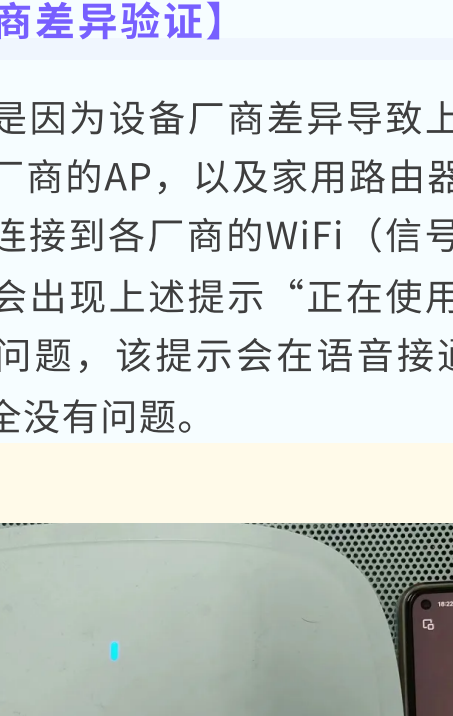 商差异验证】
是因为设备厂商差异导致上
厂商的AP，以及家用路由器
连接到各厂商的WiFi（信号
会出现上述提示“正在使用
问题，该提示会在语音接通
全没有问题。
18:22